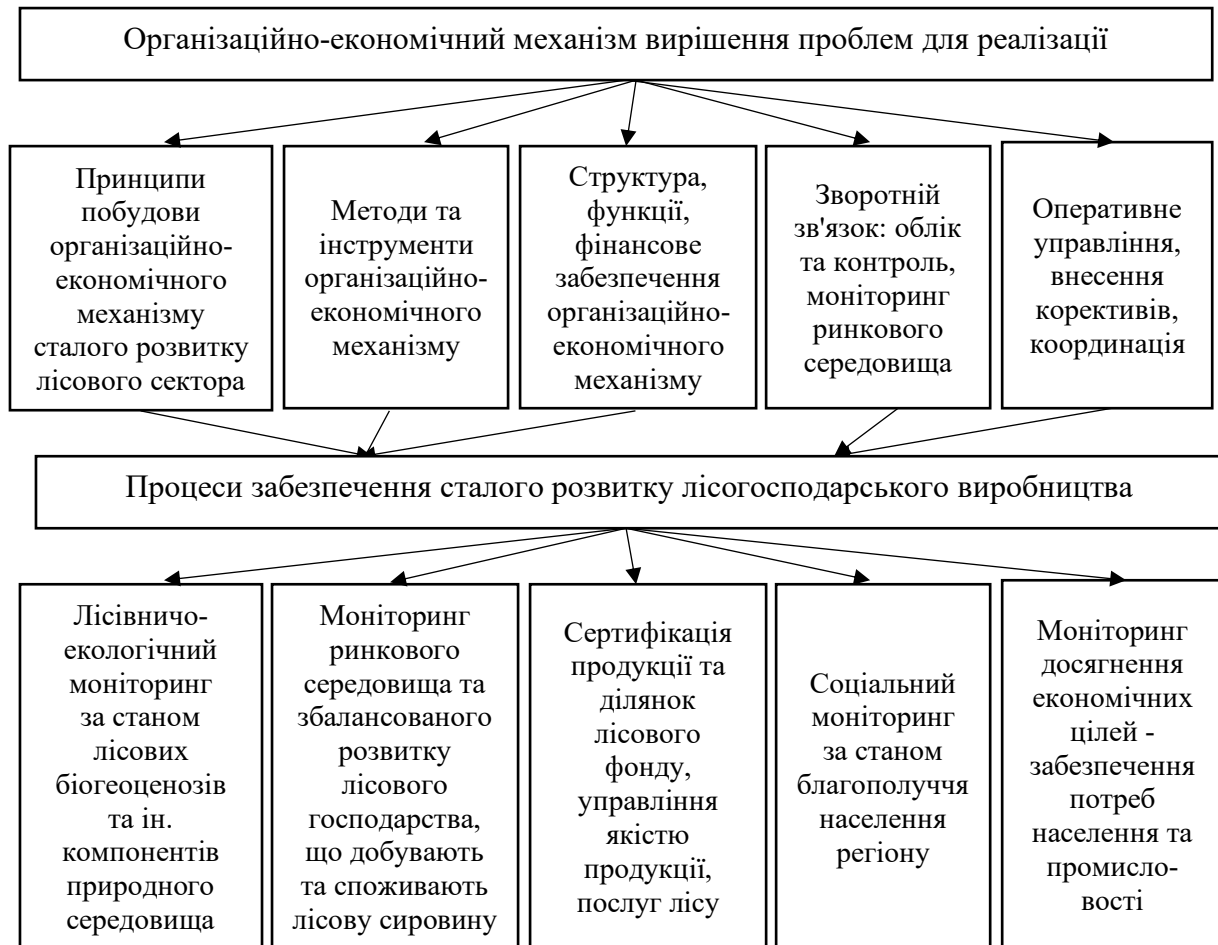 Організаційно-економічний механізм вирішення проблем для реалізації
Принципи
побудови
організаційно-
економічного
механізму
сталого розвитку
лісового сектора
Методи та
інструменти
організаційно-
економічного
механізму
Структура,
функції,
фінансове
забезпечення
організаційно-
економічного
механізму
Зворотній
зв'язок: облік
та контроль,
моніторинг
ринкового
середовища
Оперативне
управління,
внесення
корективів,
координація
Процеси забезпечення сталого розвитку лісогосподарського виробництва
Лісівничо-
екологічний
моніторинг
за станом
лісових
біогеоценозів
та ін.
компонентів
природного
середовища
Моніторинг
ринкового
середовища та
збалансованого
розвитку
лісового
господарства,
що добувають
та споживають
лісову сировину
Сертифікація
продукції та
ділянок
лісового
фонду,
управління
якістю
продукції,
послуг лісу
Соціальний
моніторинг
за станом
благополуччя
населення
регіону
Моніторинг
досягнення
економічних
цілей -
забезпечення
потреб
населення та
промисло-
вості